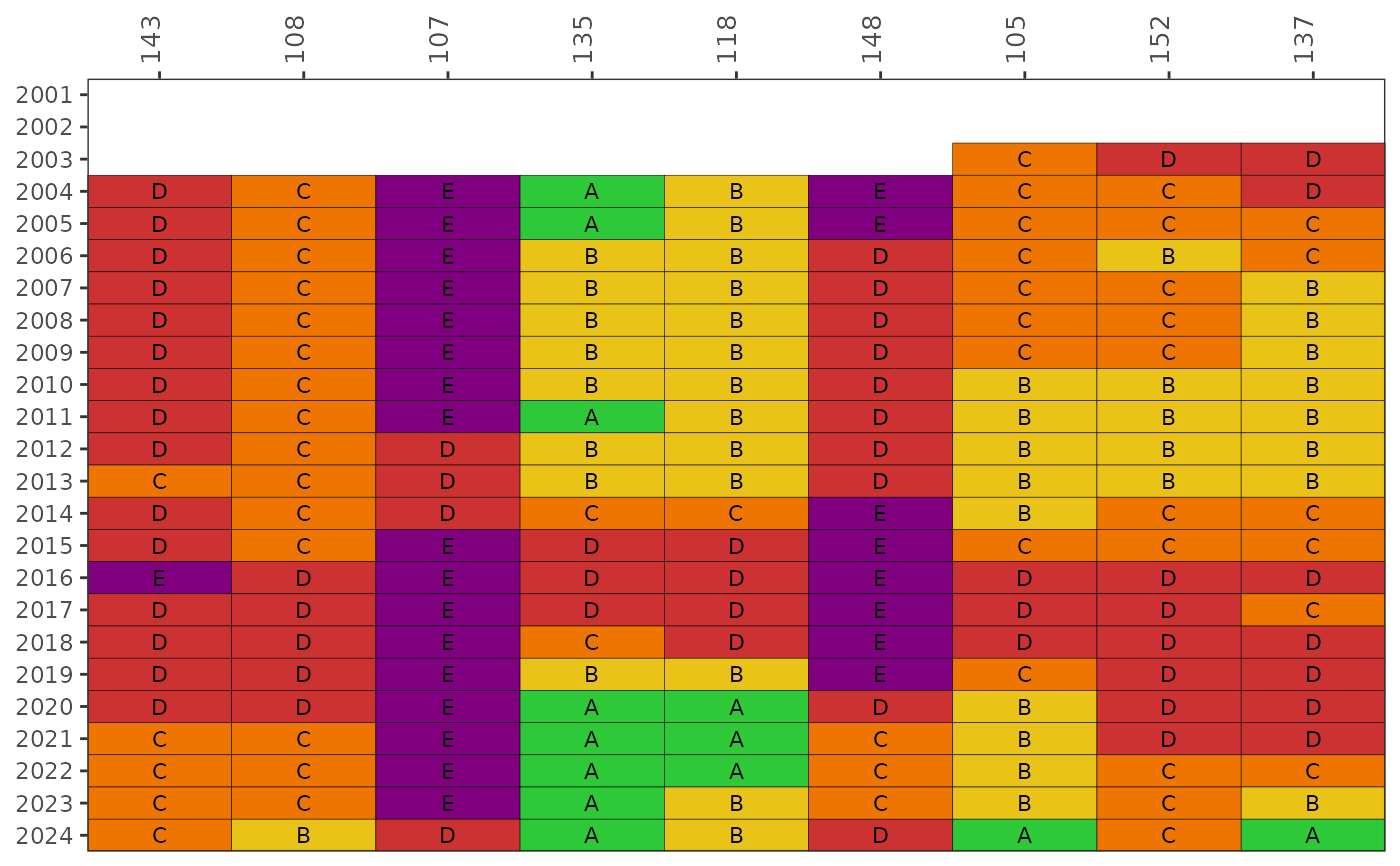 143 108 107 135 118 148 105 152 137
2001
2002
2003 C D D
2004 D C E A B E C C D
2005 D C E A B E C C C
2006 D C E B B D C B C
2007 D C E B B D C C B
2008 D C E B B D C C B
2009 D C E B B D C C B
2010 D C E B B D B B B
2011 D C E A B D B B B
2012 D C D B B D B B B
2013 C C D B B D B B B
2014 D C D C C E B C C
2015 D C E D D E C C C
2016 E D E D D E D D D
2017 D D E D D E D D C
2018 D D E C D E D D D
2019 D D E B B E C D D
2020 D D E A A D B D D
2021 C C E A A C B D D
2022 C C E A A C B C C
2023 C C E A B C B C B
2024 C B D A B D A C A